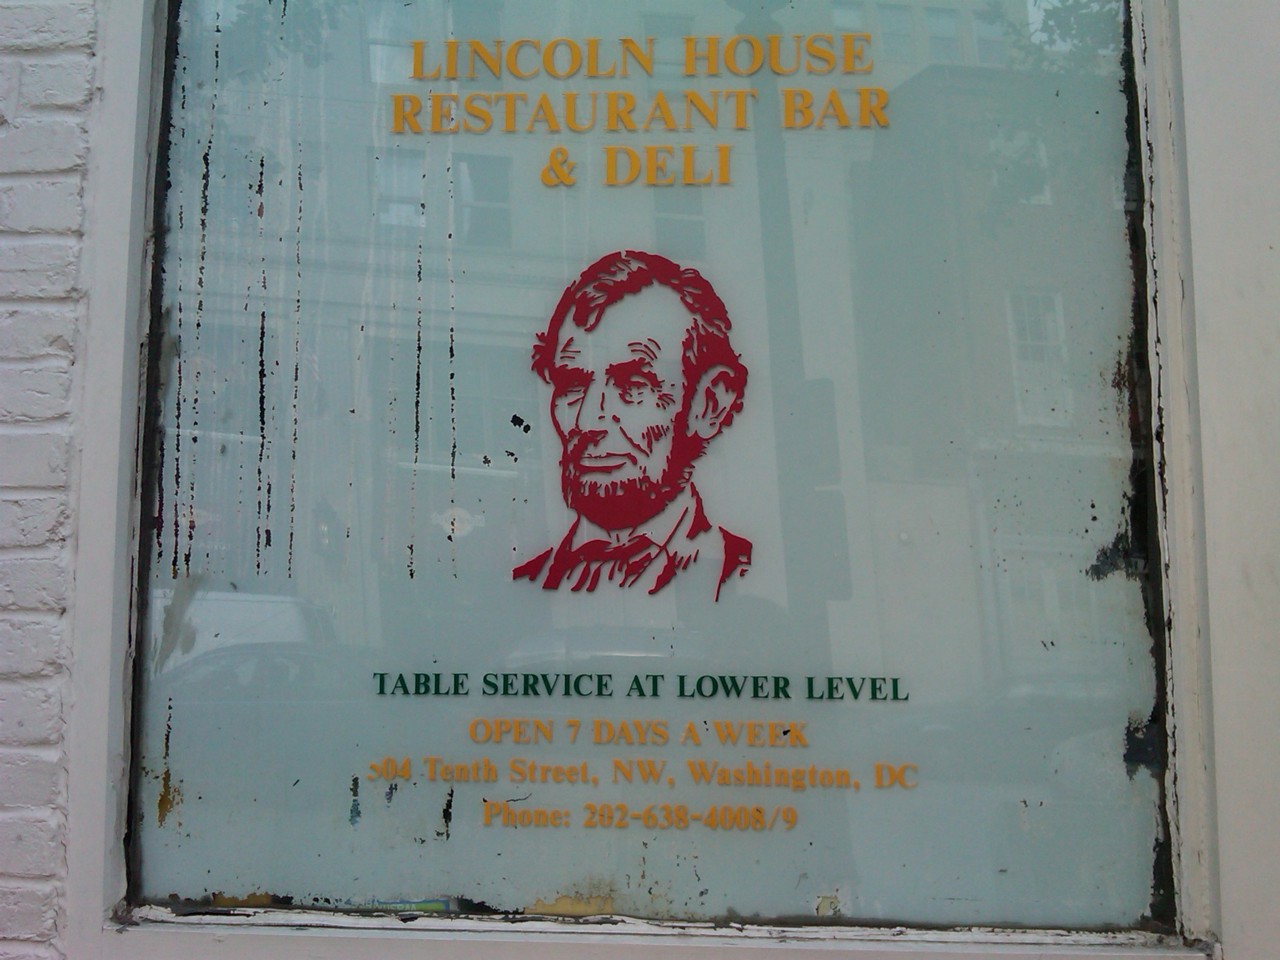 LINCOLN HOUSE
RESTAURANT BAR
& DELI
TABLE SERVICE AT LOWER LEVEL
OPEN 7 DAYS A WEEK
504 Tenth Street, NW, Washington, DC
Phone: 202-638-4008/9